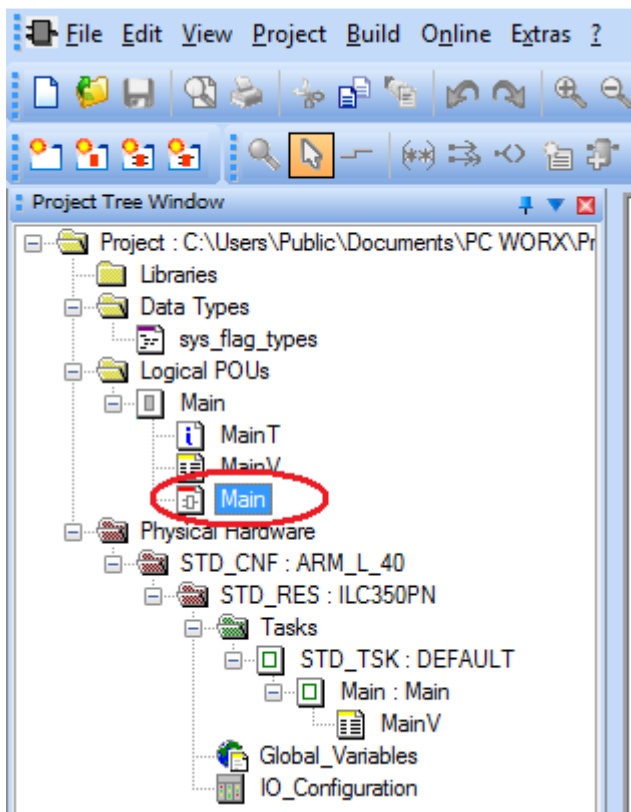 File Edit View Project Build Online Extras ?
Project Tree Window
Project : C:\Users\Public\Documents\PC WORX\Pr
Libraries
Data Types
sys_flag_types
Logical POUs
Main
MainT
MainV
Main
Physical Hardware
STD_CNF : ARM_L_40
STD_RES : ILC350PN
Tasks
STD_TSK : DEFAULT
Main : Main
MainV
Global_Variables
IO_Configuration